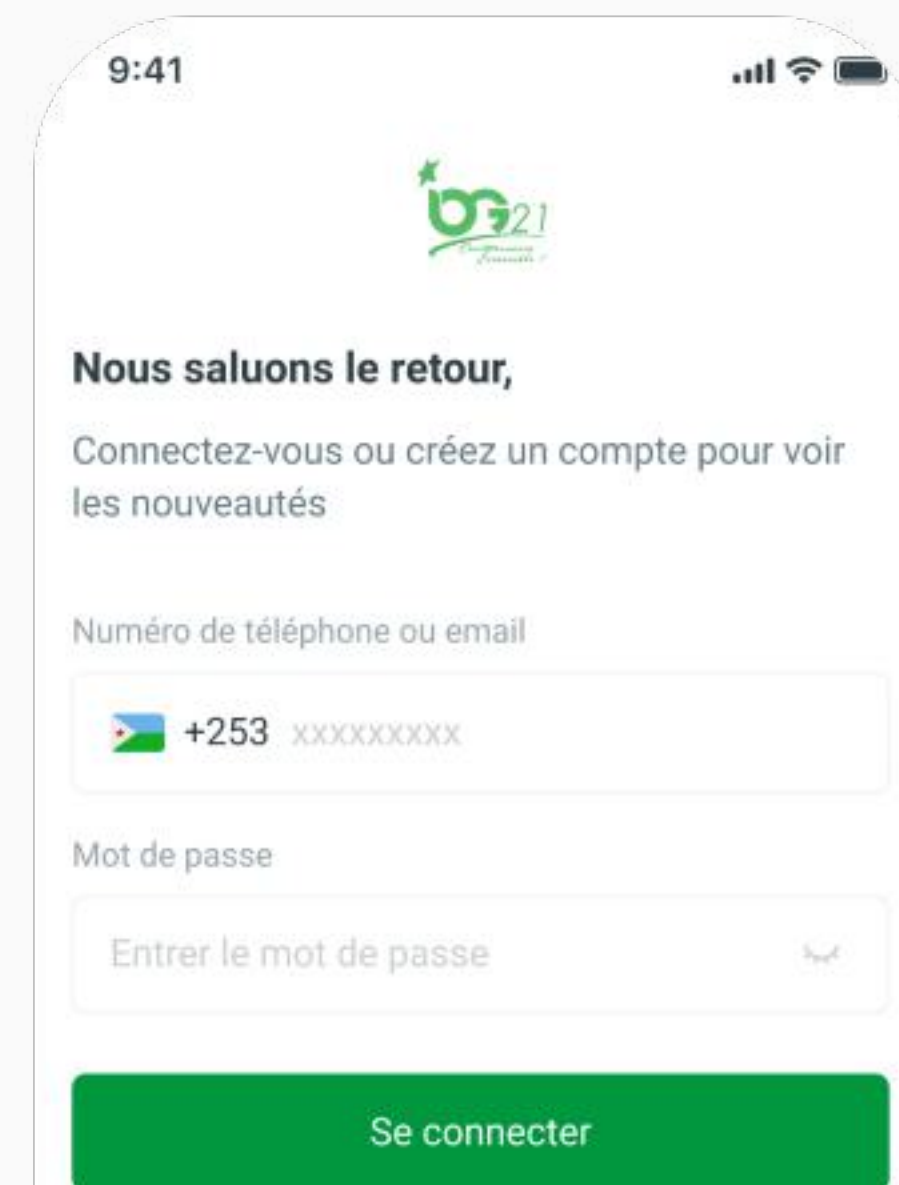 9:41
21
Nous saluons le retour,
Connectez-vous ou créez un compte pour voir
les nouveautés
Numéro de téléphone ou email
+253 xxxxxxxxx
Mot de passe
Entrer le mot de passe
Se connecter